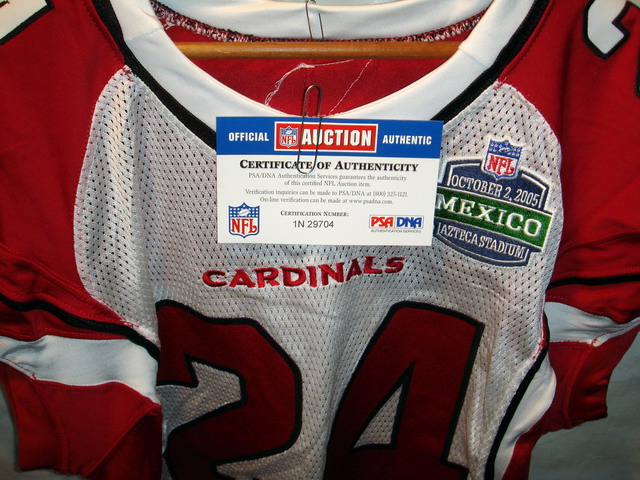 OFFICIAL NFL AUCTION AUTHENTIC
CERTIFICATE OF AUTHENTICITY
PSA/DNA Authentication Services guarantees the authenticity
of this certified NFL Auction item.
Verification inquiries can be made to PSA/DNA at (800) 325-1121.
On-line verification can be made at www.psadna.com.
NFL
CERTIFICATION NUMBER:
1N 29704
PSA DNA
AUTHENTICATION SERVICES
NFL
OCTOBER 2, 2005
MEXICO
AZTECA STADIUM
CARDINALS
24